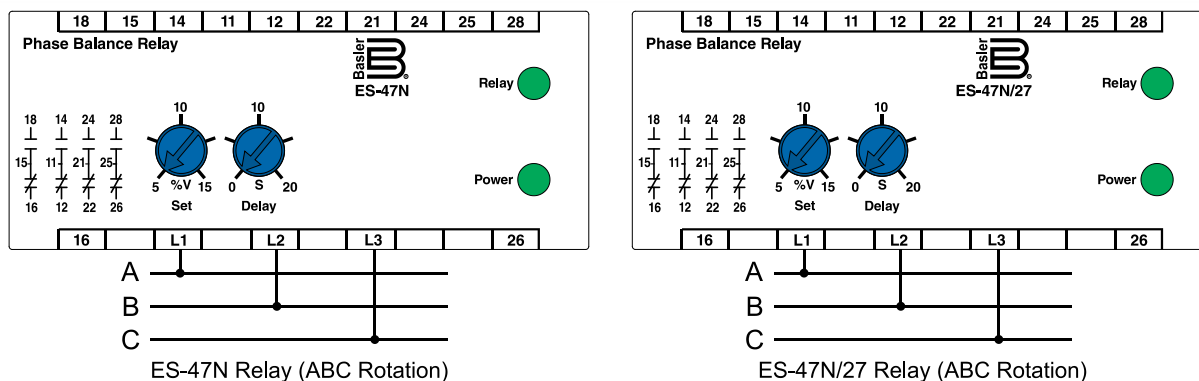 18 15 14 11 12 22 21 24 25 28
Phase Balance Relay
Basler
ES-47N
Relay
10 10
18 14 24 28
15 11 21 25
Power
5 %V 15 0 S 20
16 12 22 26
Set Delay
16 L1 L2 L3 26
A
B
C
ES-47N Relay (ABC Rotation)
18 15 14 11 12 22 21 24 25 28
Phase Balance Relay
Basler
ES-47N/27
Relay
10 10
18 14 24 28
15 11 21 25
Power
5 %V 15 0 S 20
16 12 22 26
Set Delay
16 L1 L2 L3 26
A
B
C
ES-47N/27 Relay (ABC Rotation)